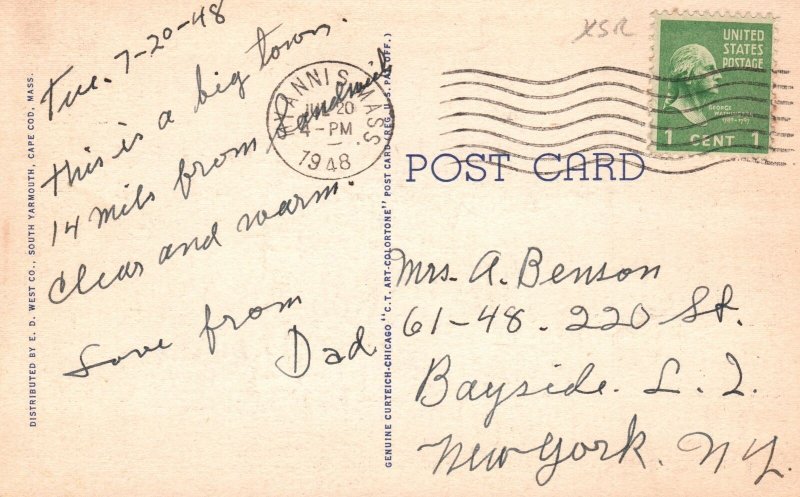 Tue. 7-20-48
This is a big town.
14 mils from Sandwich
Clear and warm.
Love from
Dad
HYANNIS MASS
JUL 20
4-PM
1948
XSR
UNITED
STATES
POSTAGE
GEORGE
WASHINGTON
1 CENT 1
POST CARD
Mrs. A. Benson
61-48. 220 St.
Bayside. L. I.
New York. N.Y.
DISTRIBUTED BY E. D. WEST CO., SOUTH YARMOUTH, CAPE COD, MASS.
GENUINE CURTEICH-CHICAGO "C.T. ART-COLORTONE" POST CARD (REG. U.S. PAT. OFF.)